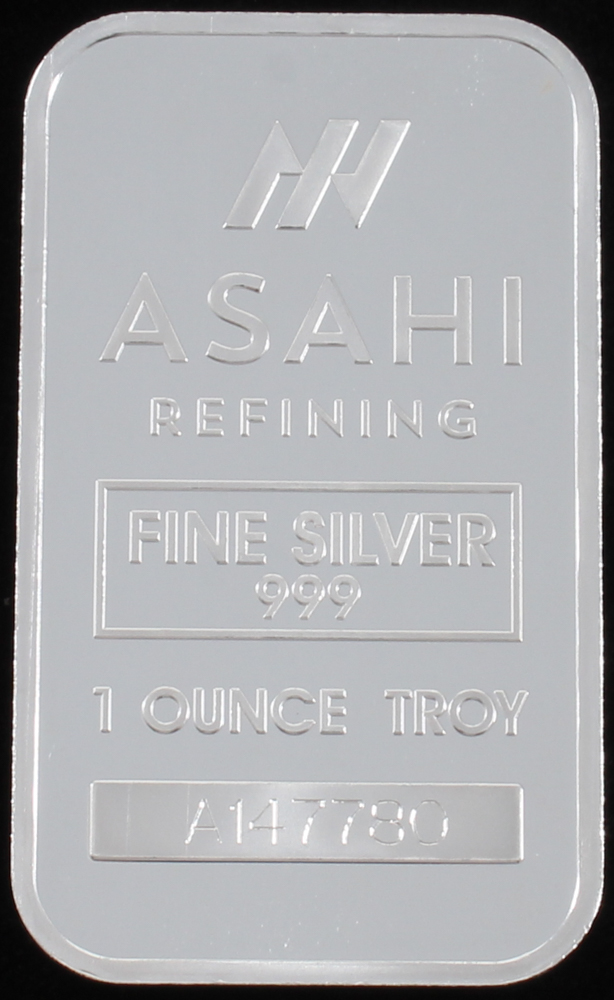 ASAHI
REFINING
FINE SILVER
999
1 OUNCE TROY
A147780